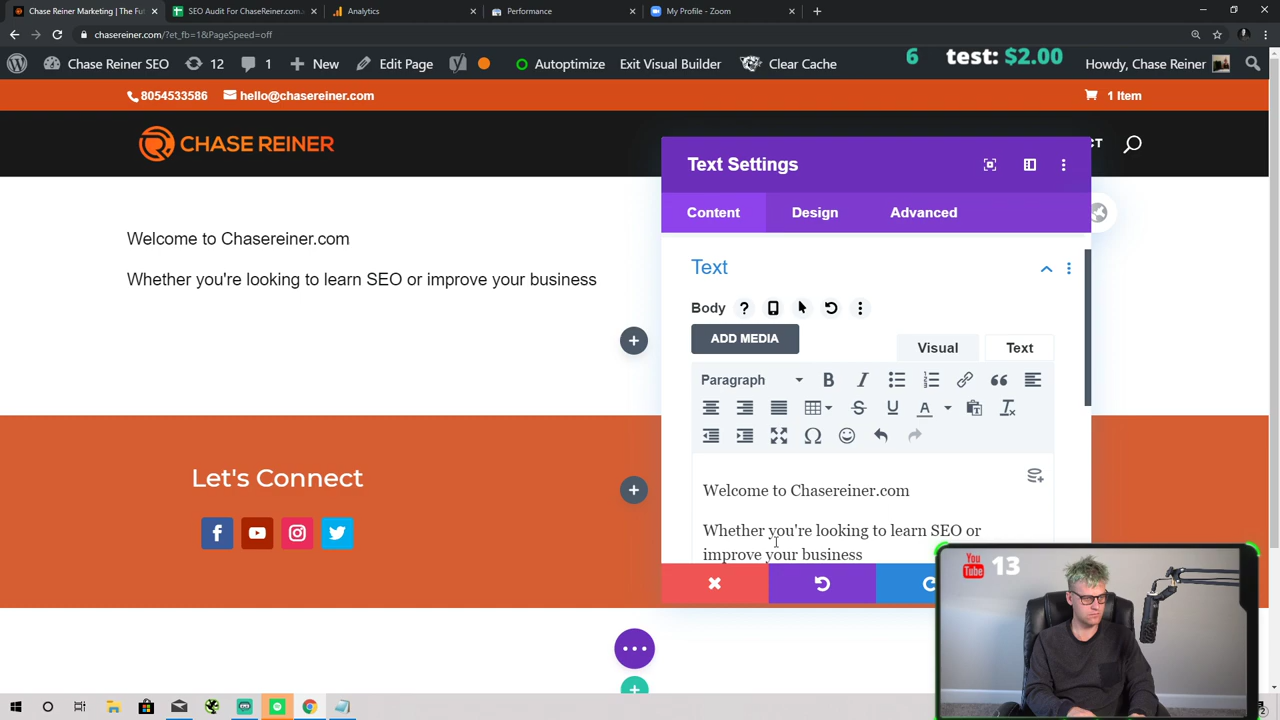 Chase Reiner Marketing | The Fut
SEO Audit For ChaseReiner.com.
Analytics
Performance
My Profile - Zoom
chasereiner.com/?et_fb=1&PageSpeed=off
Chase Reiner SEO
12
1
New
Edit Page
Autoptimize
Exit Visual Builder
Clear Cache
6 test: $2.00
Howdy, Chase Reiner
8054533586
hello@chasereiner.com
1 Item
CHASE REINER
CT
Text Settings
Content
Design
Advanced
Welcome to Chasereiner.com
Whether you're looking to learn SEO or improve your business
Text
Body
ADD MEDIA
Visual
Text
Paragraph
Welcome to Chasereiner.com
Whether you're looking to learn SEO or
improve your business
Let's Connect
You Tube 13